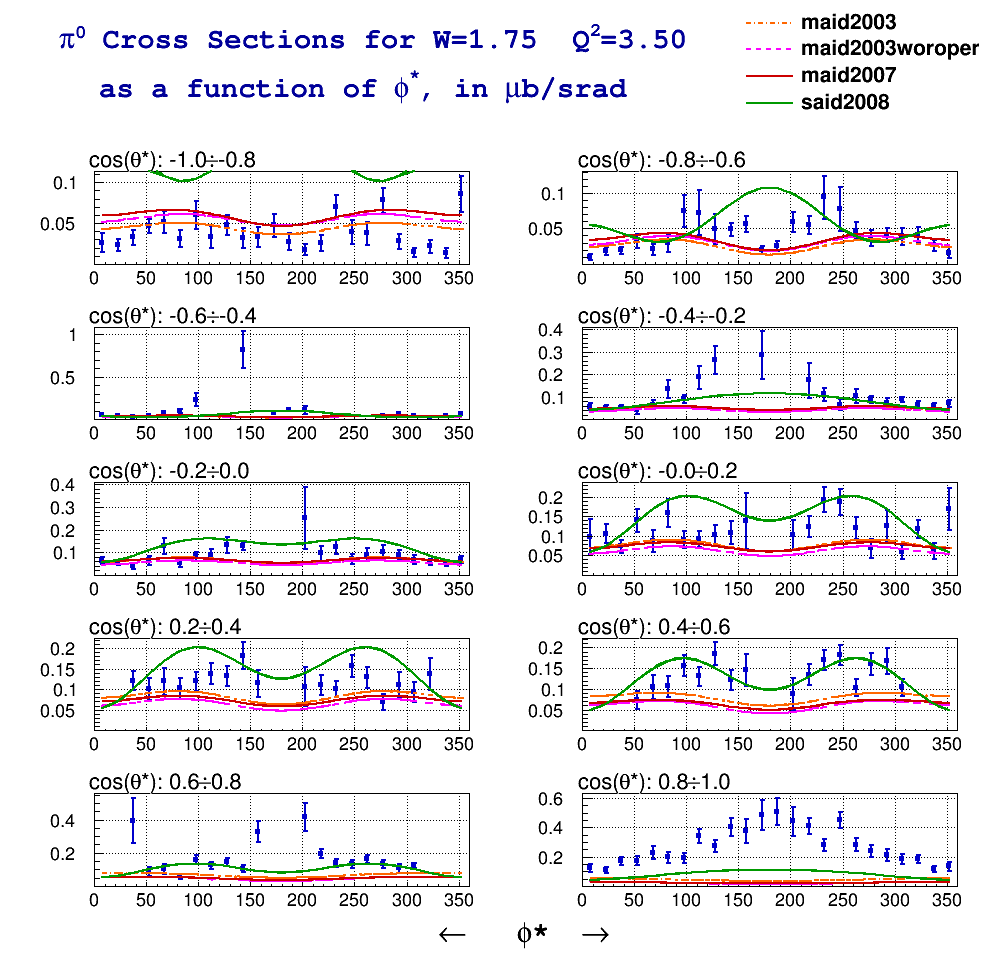 π⁰ Cross Sections for W=1.75 Q²=3.50
as a function of ϕ*, in μb/srad
maid2003
maid2003woroper
maid2007
said2008
cos(θ*): -1.0÷-0.8
0.1
0.05
0 50 100 150 200 250 300 350
cos(θ*): -0.8÷-0.6
0.1
0.05
0 50 100 150 200 250 300 350
cos(θ*): -0.6÷-0.4
1
0.5
0 50 100 150 200 250 300 350
cos(θ*): -0.4÷-0.2
0.4
0.3
0.2
0.1
0 50 100 150 200 250 300 350
cos(θ*): -0.2÷0.0
0.4
0.3
0.2
0.1
0 50 100 150 200 250 300 350
cos(θ*): -0.0÷0.2
0.2
0.15
0.1
0.05
0 50 100 150 200 250 300 350
cos(θ*): 0.2÷0.4
0.2
0.15
0.1
0.05
0 50 100 150 200 250 300 350
cos(θ*): 0.4÷0.6
0.2
0.15
0.1
0.05
0 50 100 150 200 250 300 350
cos(θ*): 0.6÷0.8
0.4
0.2
0 50 100 150 200 250 300 350
cos(θ*): 0.8÷1.0
0.6
0.4
0.2
0 50 100 150 200 250 300 350
← ϕ* →